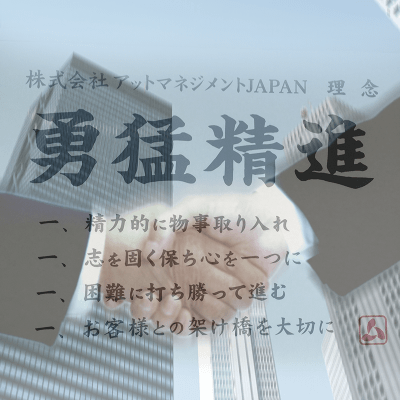 株式会社アットマネジメントJAPAN 理念
勇猛精進
一、精力的に物事取り入れ
一、志を固く保ち心を一つに
一、困難に打ち勝って進む
一、お客様との架け橋を大切に